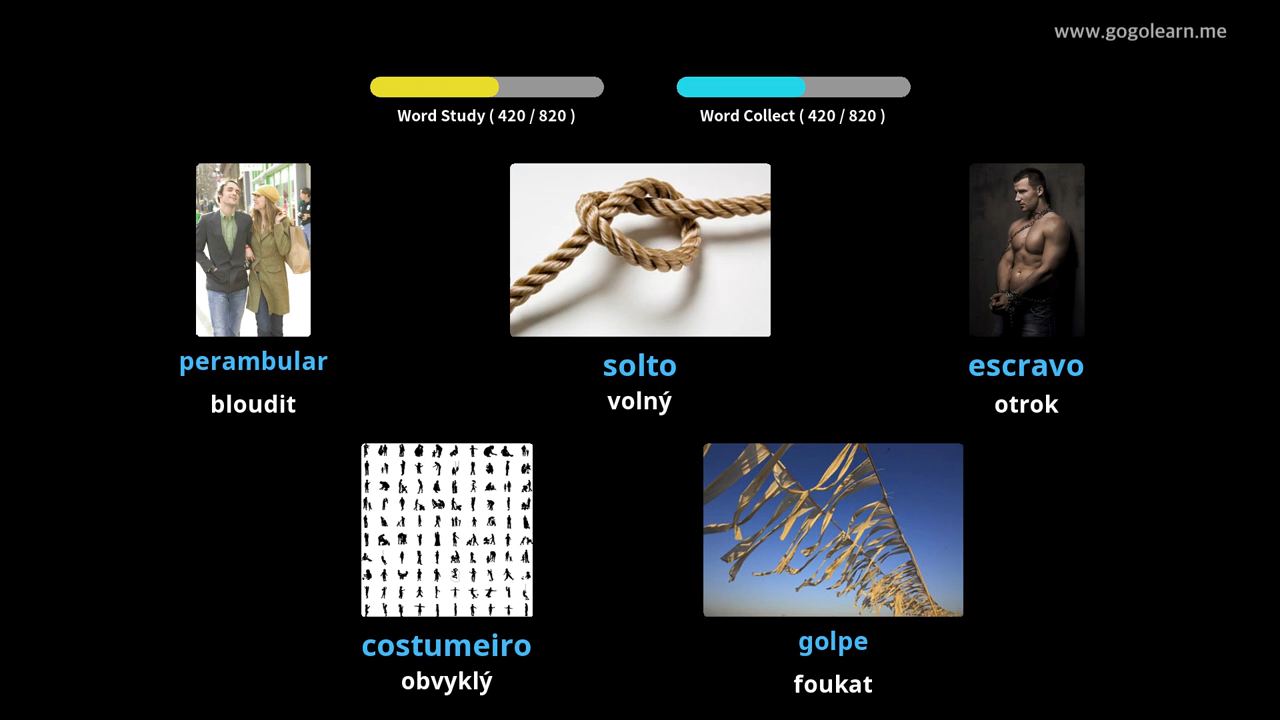 www.gogolearn.me
Word Study ( 420 / 820 )
Word Collect ( 420 / 820 )
perambular
bloudit
solto
volný
escravo
otrok
costumeiro
obvyklý
golpe
foukat